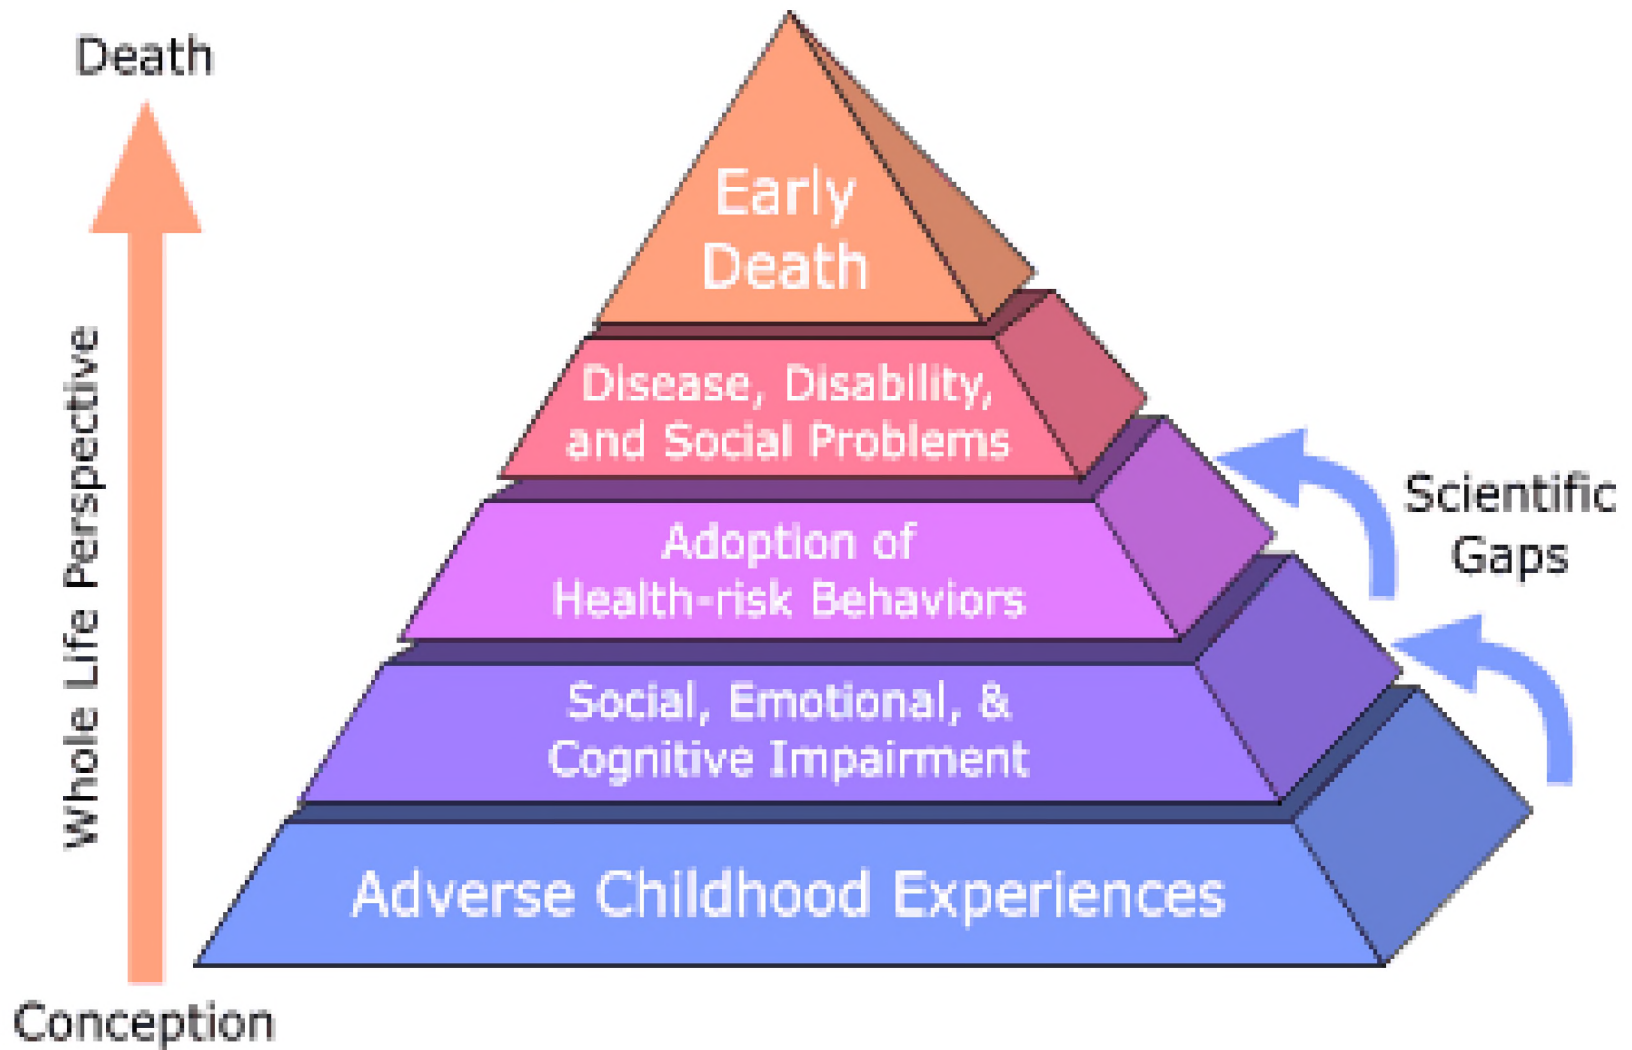 Death
Whole Life Perspective
Conception
Early
Death
Disease, Disability,
and Social Problems
Adoption of
Health-risk Behaviors
Social, Emotional, &
Cognitive Impairment
Adverse Childhood Experiences
Scientific
Gaps